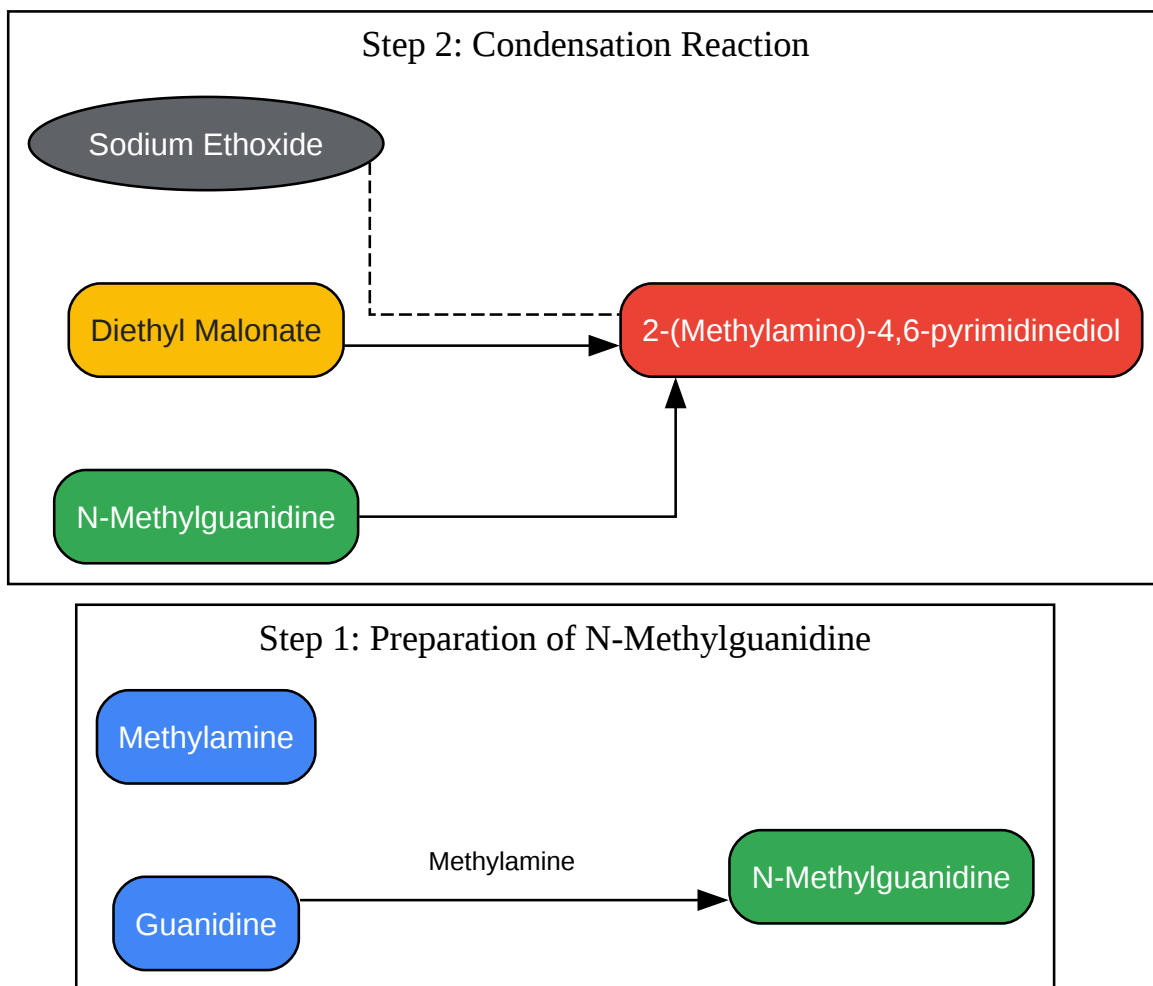 Step 2: Condensation Reaction
Sodium Ethoxide
Diethyl Malonate
2-(Methylamino)-4,6-pyrimidinediol
N-Methylguanidine
Step 1: Preparation of N-Methylguanidine
Methylamine
Methylamine
N-Methylguanidine
Guanidine